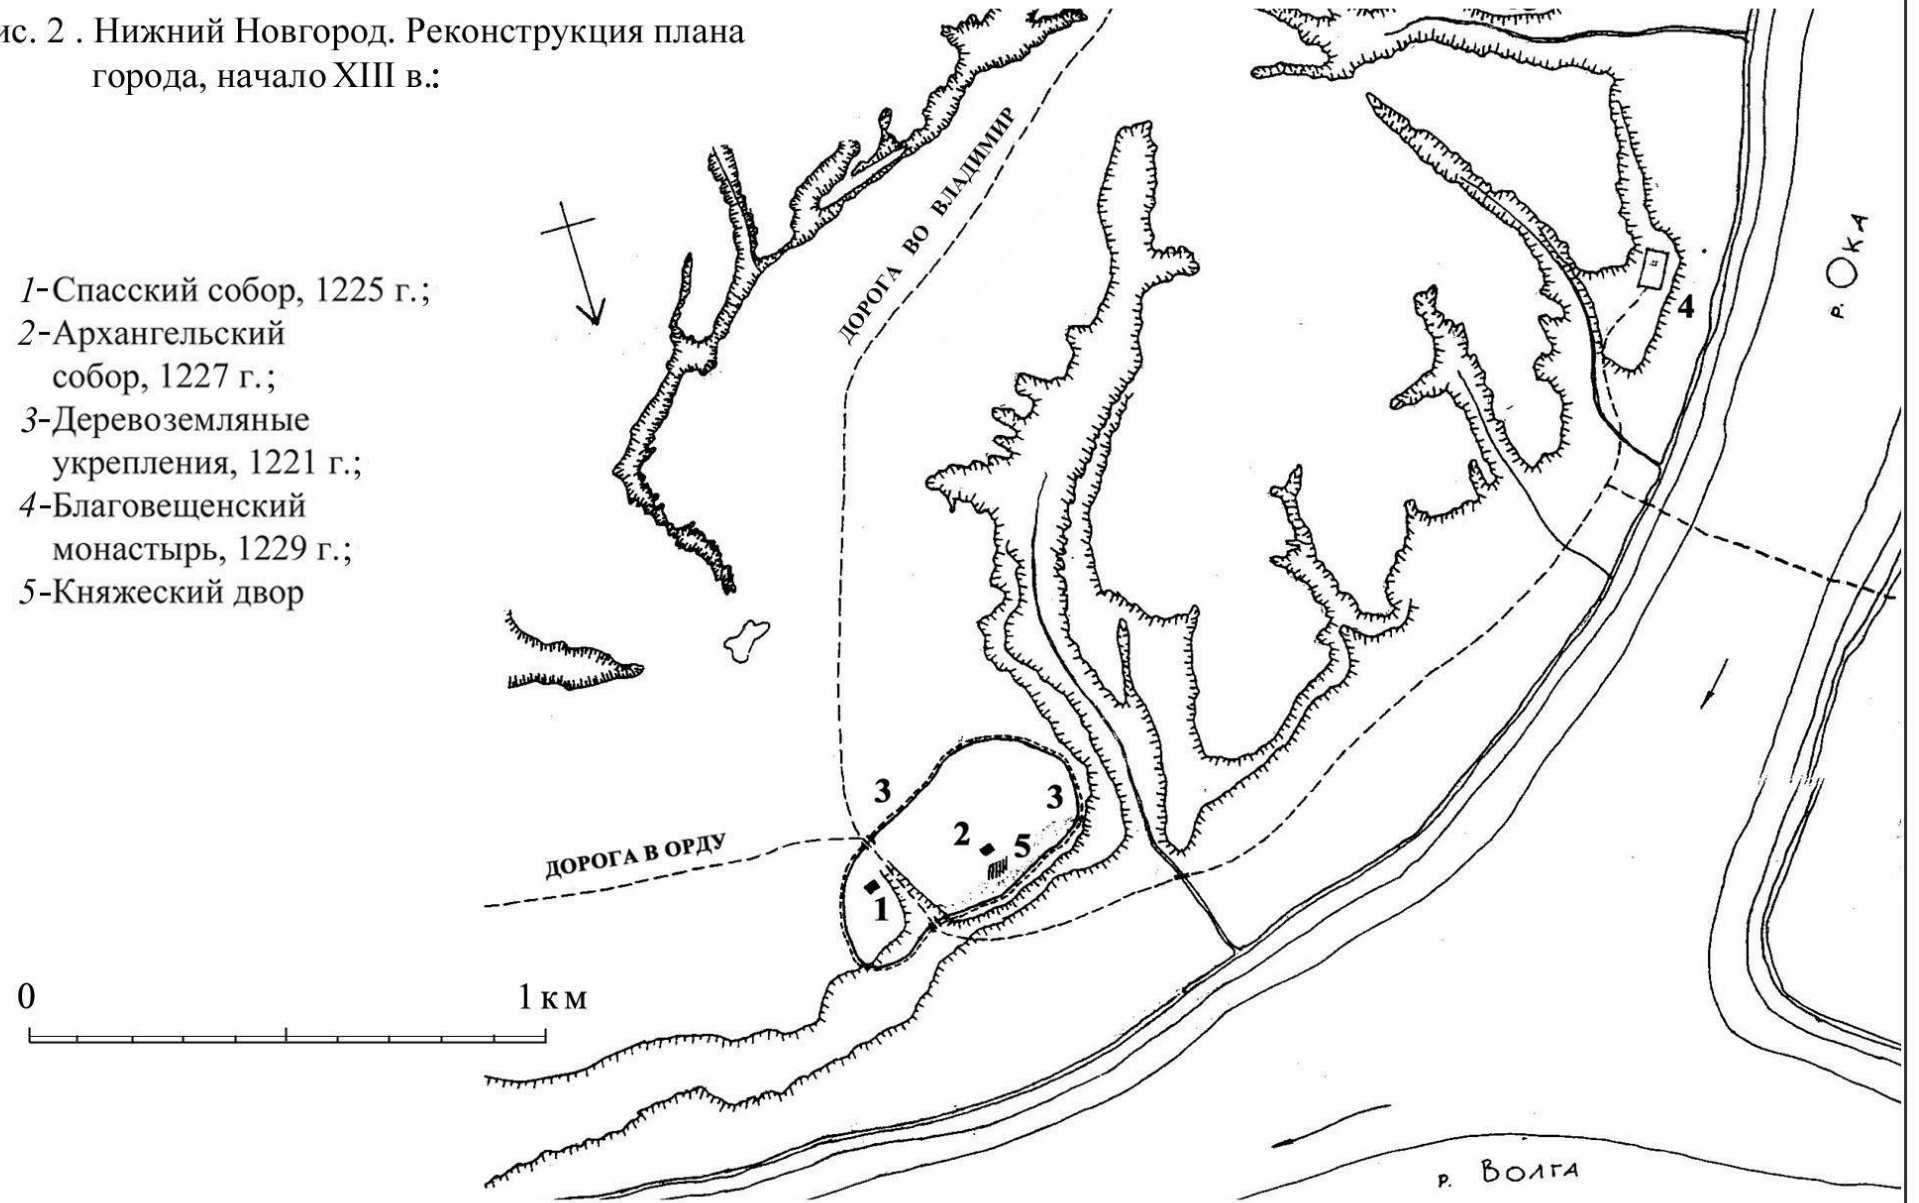 ис. 2 . Нижний Новгород. Реконструкция плана
города, начало XIII в.:
1-Спасский собор, 1225 г.;
2-Архангельский
собор, 1227 г.;
3-Деревоземляные
укрепления, 1221 г.;
4-Благовещенский
монастырь, 1229 г.;
5-Княжеский двор
ДОРОГА ВО ВЛАДИМИР
р. ОКА
4
3
3
2
5
ДОРОГА В ОРДУ
1
0 1 км
р. ВОЛГА